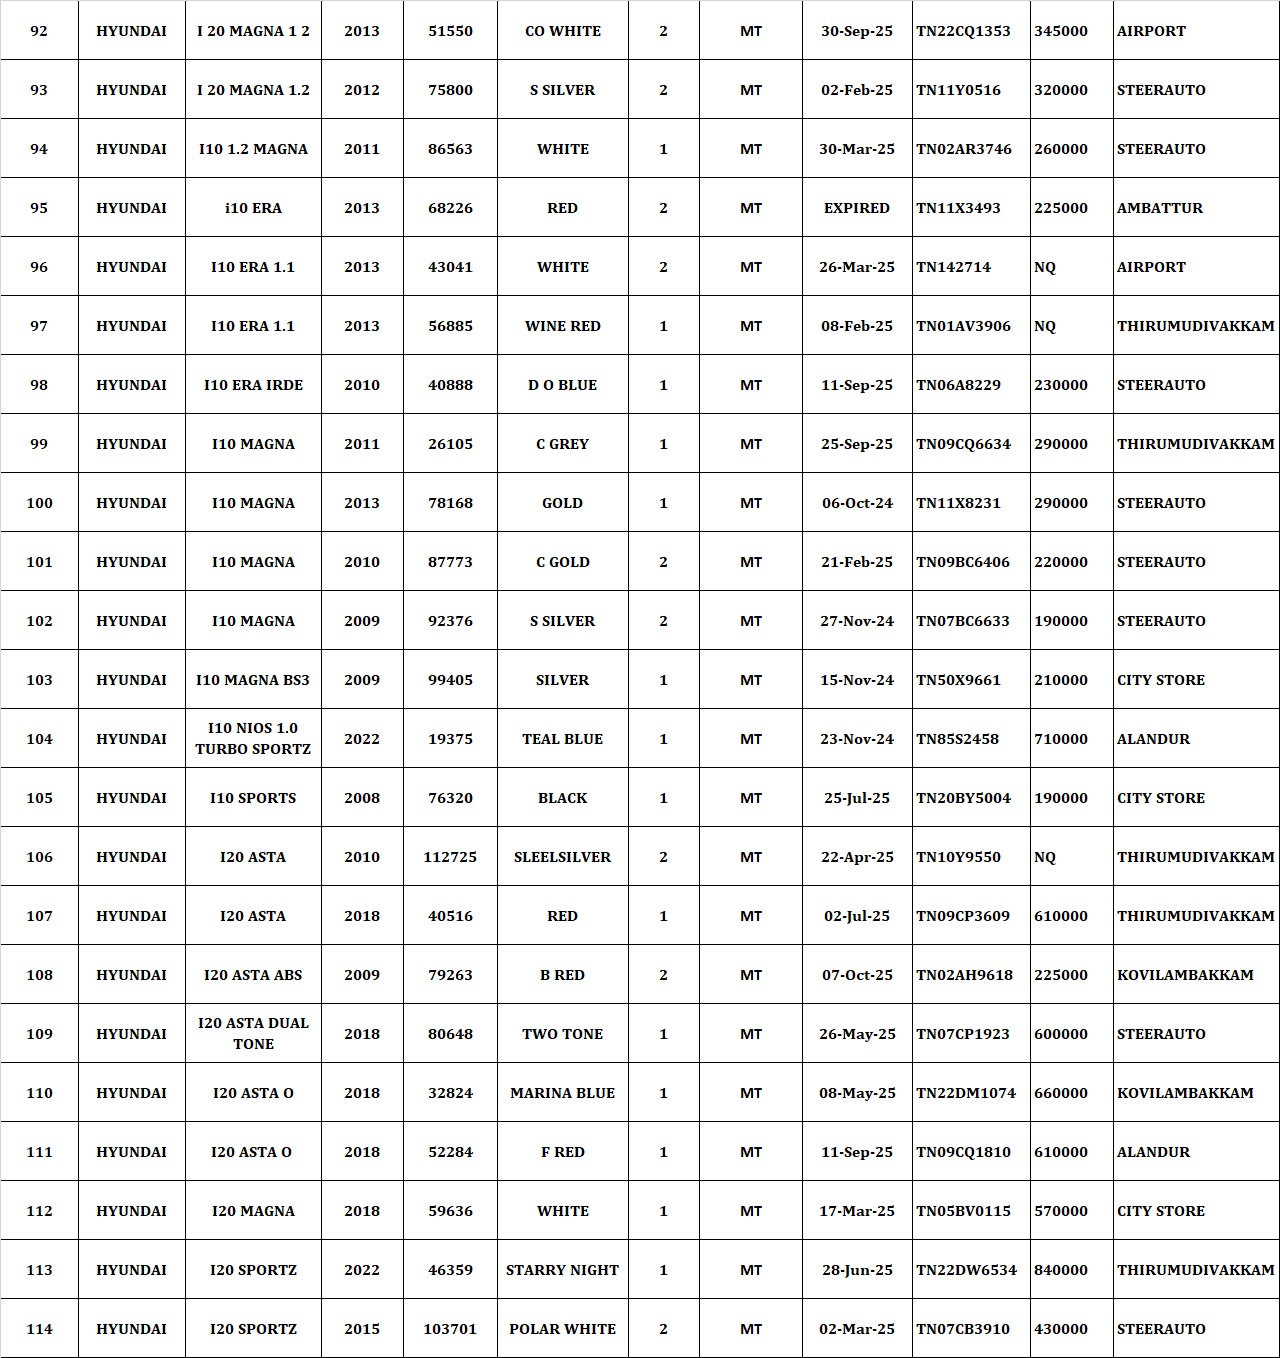 92 HYUNDAI I 20 MAGNA 1 2 2013 51550 CO WHITE 2 MT 30-Sep-25 TN22CQ1353 345000 AIRPORT
93 HYUNDAI I 20 MAGNA 1.2 2012 75800 S SILVER 2 MT 02-Feb-25 TN11Y0516 320000 STEERAUTO
94 HYUNDAI I10 1.2 MAGNA 2011 86563 WHITE 1 MT 30-Mar-25 TN02AR3746 260000 STEERAUTO
95 HYUNDAI i10 ERA 2013 68226 RED 2 MT EXPIRED TN11X3493 225000 AMBATTUR
96 HYUNDAI I10 ERA 1.1 2013 43041 WHITE 2 MT 26-Mar-25 TN142714 NQ AIRPORT
97 HYUNDAI I10 ERA 1.1 2013 56885 WINE RED 1 MT 08-Feb-25 TN01AV3906 NQ THIRUMUDIVAKKAM
98 HYUNDAI I10 ERA IRDE 2010 40888 D O BLUE 1 MT 11-Sep-25 TN06A8229 230000 STEERAUTO
99 HYUNDAI I10 MAGNA 2011 26105 C GREY 1 MT 25-Sep-25 TN09CQ6634 290000 THIRUMUDIVAKKAM
100 HYUNDAI I10 MAGNA 2013 78168 GOLD 1 MT 06-Oct-24 TN11X8231 290000 STEERAUTO
101 HYUNDAI I10 MAGNA 2010 87773 C GOLD 2 MT 21-Feb-25 TN09BC6406 220000 STEERAUTO
102 HYUNDAI I10 MAGNA 2009 92376 S SILVER 2 MT 27-Nov-24 TN07BC6633 190000 STEERAUTO
103 HYUNDAI I10 MAGNA BS3 2009 99405 SILVER 1 MT 15-Nov-24 TN50X9661 210000 CITY STORE
104 HYUNDAI I10 NIOS 1.0
TURBO SPORTZ 2022 19375 TEAL BLUE 1 MT 23-Nov-24 TN85S2458 710000 ALANDUR
105 HYUNDAI I10 SPORTS 2008 76320 BLACK 1 MT 25-Jul-25 TN20BY5004 190000 CITY STORE
106 HYUNDAI I20 ASTA 2010 112725 SLEELSILVER 2 MT 22-Apr-25 TN10Y9550 NQ THIRUMUDIVAKKAM
107 HYUNDAI I20 ASTA 2018 40516 RED 1 MT 02-Jul-25 TN09CP3609 610000 THIRUMUDIVAKKAM
108 HYUNDAI I20 ASTA ABS 2009 79263 B RED 2 MT 07-Oct-25 TN02AH9618 225000 KOVILAMBAKKAM
109 HYUNDAI I20 ASTA DUAL
TONE 2018 80648 TWO TONE 1 MT 26-May-25 TN07CP1923 600000 STEERAUTO
110 HYUNDAI I20 ASTA O 2018 32824 MARINA BLUE 1 MT 08-May-25 TN22DM1074 660000 KOVILAMBAKKAM
111 HYUNDAI I20 ASTA O 2018 52284 F RED 1 MT 11-Sep-25 TN09CQ1810 610000 ALANDUR
112 HYUNDAI I20 MAGNA 2018 59636 WHITE 1 MT 17-Mar-25 TN05BV0115 570000 CITY STORE
113 HYUNDAI I20 SPORTZ 2022 46359 STARRY NIGHT 1 MT 28-Jun-25 TN22DW6534 840000 THIRUMUDIVAKKAM
114 HYUNDAI I20 SPORTZ 2015 103701 POLAR WHITE 2 MT 02-Mar-25 TN07CB3910 430000 STEERAUTO